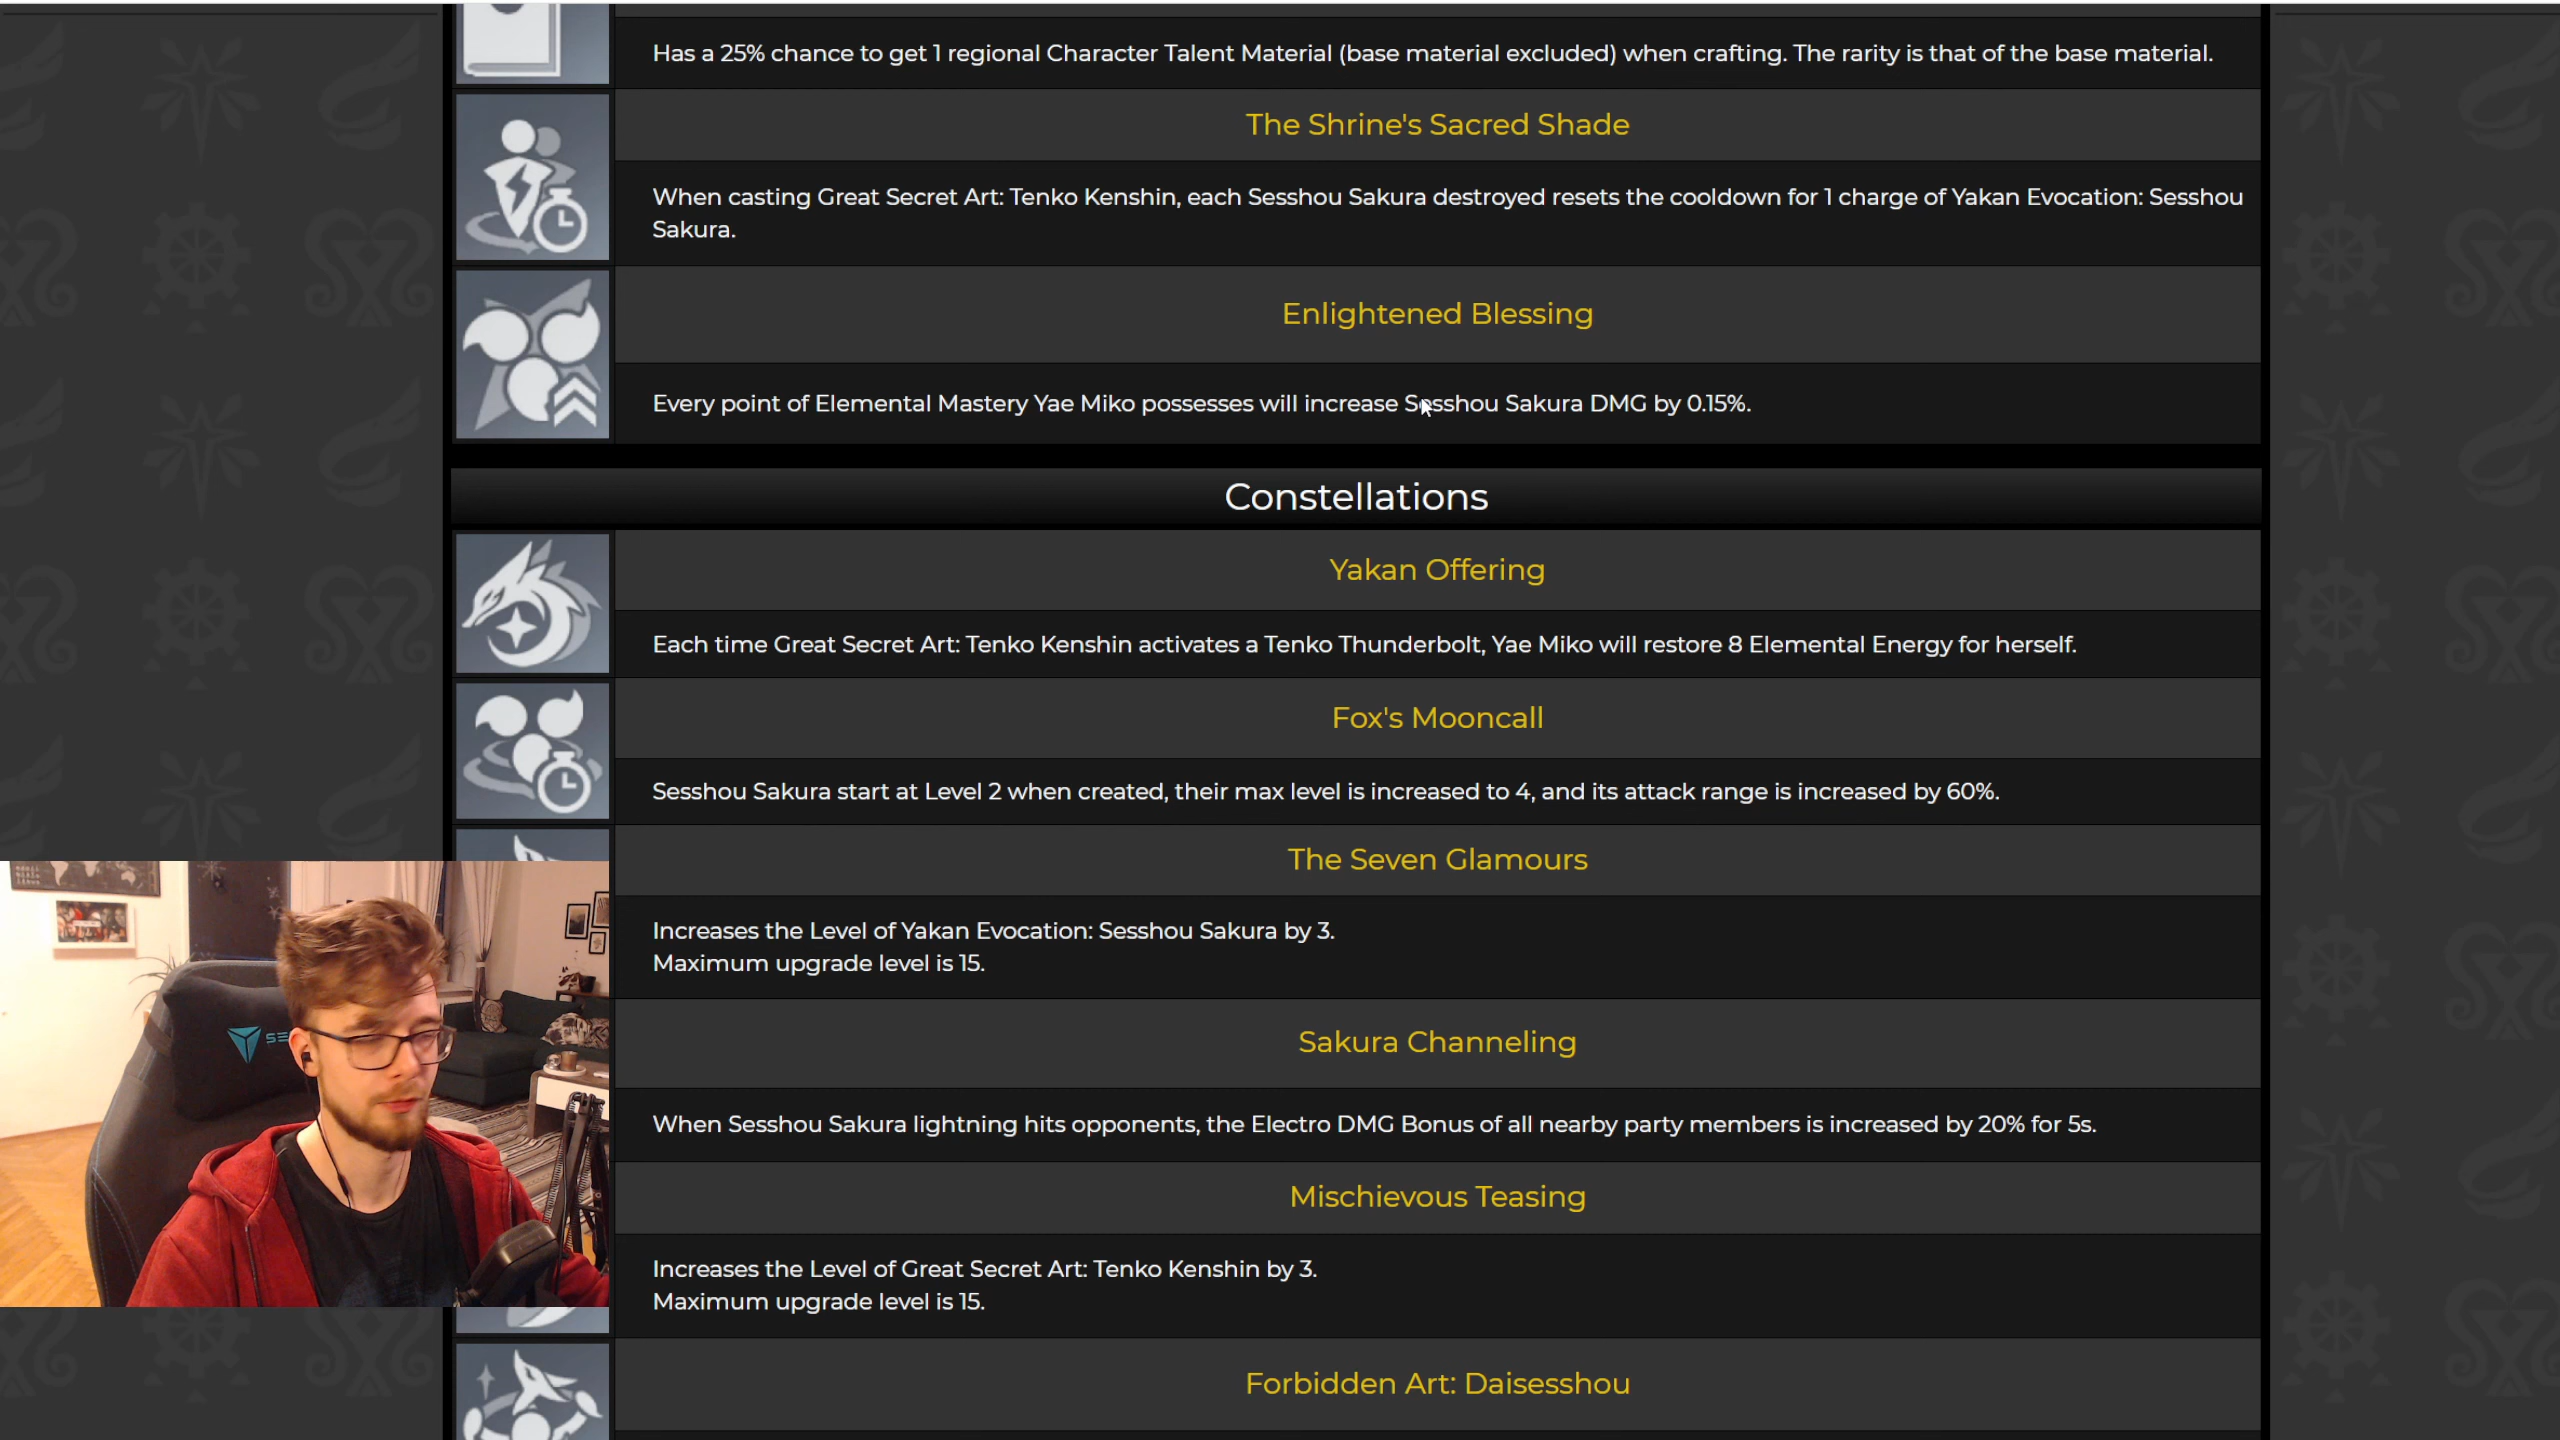 Has a 25% chance to get 1 regional Character Talent Material (base material excluded) when crafting. The rarity is that of the base material.
The Shrine's Sacred Shade
When casting Great Secret Art: Tenko Kenshin, each Sesshou Sakura destroyed resets the cooldown for 1 charge of Yakan Evocation: Sesshou
Sakura.
Enlightened Blessing
Every point of Elemental Mastery Yae Miko possesses will increase Sesshou Sakura DMG by 0.15%.
Constellations
Yakan Offering
Each time Great Secret Art: Tenko Kenshin activates a Tenko Thunderbolt, Yae Miko will restore 8 Elemental Energy for herself.
Fox's Mooncall
Sesshou Sakura start at Level 2 when created, their max level is increased to 4, and its attack range is increased by 60%.
The Seven Glamours
Increases the Level of Yakan Evocation: Sesshou Sakura by 3.
Maximum upgrade level is 15.
Sakura Channeling
When Sesshou Sakura lightning hits opponents, the Electro DMG Bonus of all nearby party members is increased by 20% for 5s.
Mischievous Teasing
Increases the Level of Great Secret Art: Tenko Kenshin by 3.
Maximum upgrade level is 15.
Forbidden Art: Daisesshou